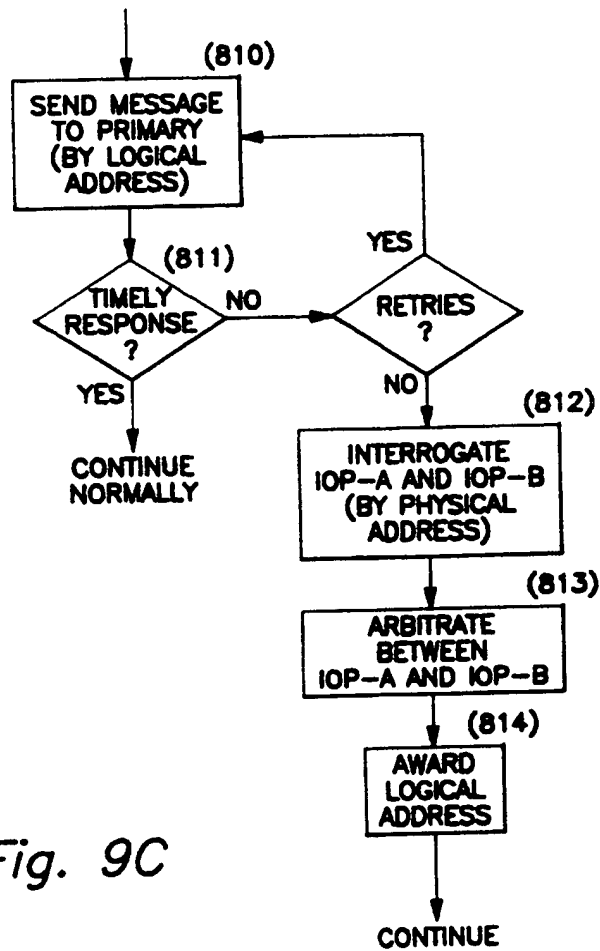 (810)
SEND MESSAGE
TO PRIMARY
(BY LOGICAL
ADDRESS)
YES
(811)
TIMELY
RESPONSE
?
NO
RETRIES
?
YES
CONTINUE
NORMALLY
NO
(812)
INTERROGATE
IOP-A AND IOP-B
(BY PHYSICAL
ADDRESS)
(813)
ARBITRATE
BETWEEN
IOP-A AND IOP-B
(814)
AWARD
LOGICAL
ADDRESS
Fig. 9C
CONTINUE